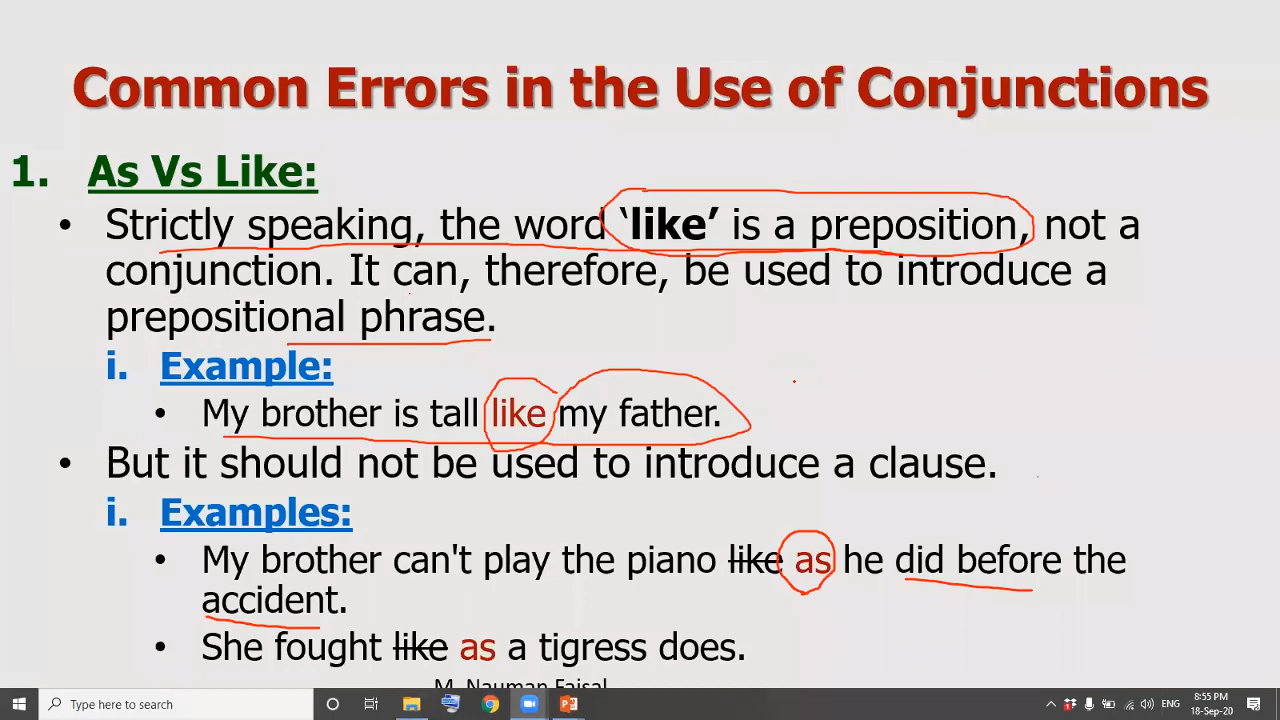 Common Errors in the Use of Conjunctions
1. As Vs Like:
• Strictly speaking, the word ‘like’ is a preposition, not a
conjunction. It can, therefore, be used to introduce a
prepositional phrase.
i. Example:
• My brother is tall like my father.
• But it should not be used to introduce a clause.
i. Examples:
• My brother can't play the piano like as he did before the
accident.
• She fought like as a tigress does.
M. Nauman Faisal
Type here to search
ENG
8:55 PM
18-Sep-20